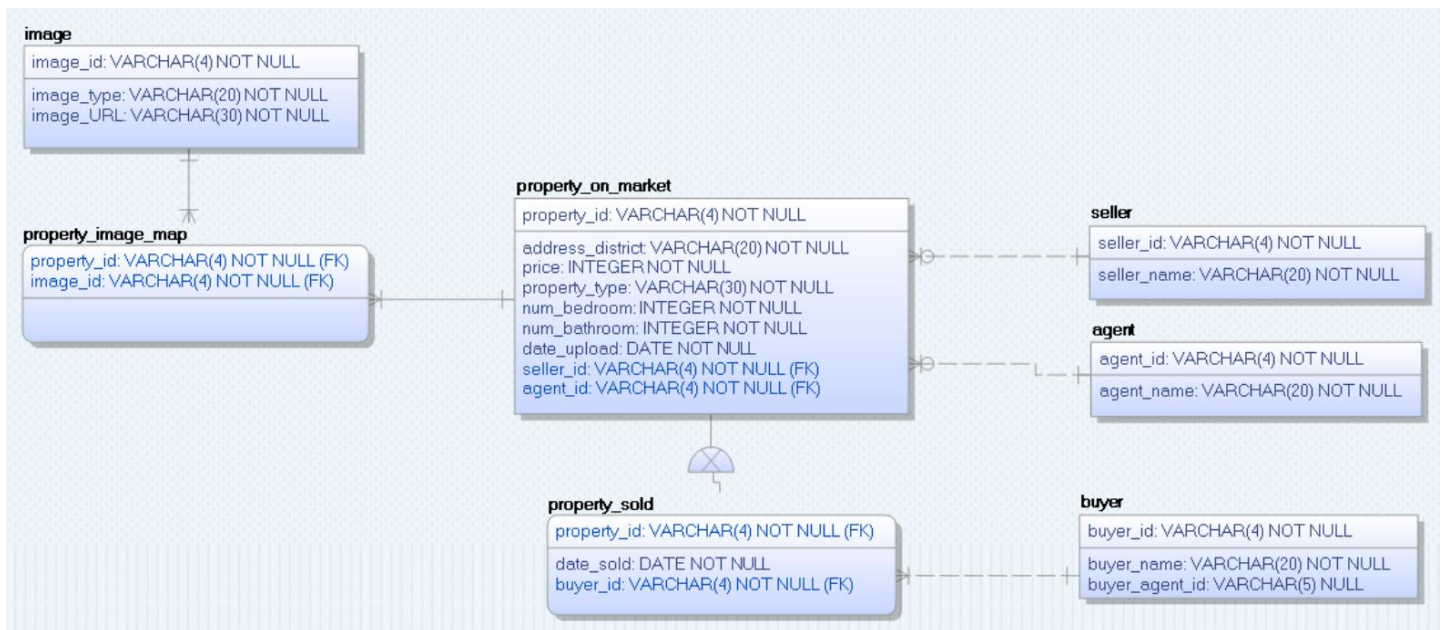 image
image_id: VARCHAR(4) NOT NULL
image_type: VARCHAR(20) NOT NULL
image_URL: VARCHAR(30) NOT NULL
property_image_map
property_id: VARCHAR(4) NOT NULL (FK)
image_id: VARCHAR(4) NOT NULL (FK)
property_on_market
property_id: VARCHAR(4) NOT NULL
address_district: VARCHAR(20) NOT NULL
price: INTEGER NOT NULL
property_type: VARCHAR(30) NOT NULL
num_bedroom: INTEGER NOT NULL
num_bathroom: INTEGER NOT NULL
date_upload: DATE NOT NULL
seller_id: VARCHAR(4) NOT NULL (FK)
agent_id: VARCHAR(4) NOT NULL (FK)
seller
seller_id: VARCHAR(4) NOT NULL
seller_name: VARCHAR(20) NOT NULL
agent
agent_id: VARCHAR(4) NOT NULL
agent_name: VARCHAR(20) NOT NULL
property_sold
property_id: VARCHAR(4) NOT NULL (FK)
date_sold: DATE NOT NULL
buyer_id: VARCHAR(4) NOT NULL (FK)
buyer
buyer_id: VARCHAR(4) NOT NULL
buyer_name: VARCHAR(20) NOT NULL
buyer_agent_id: VARCHAR(5) NULL